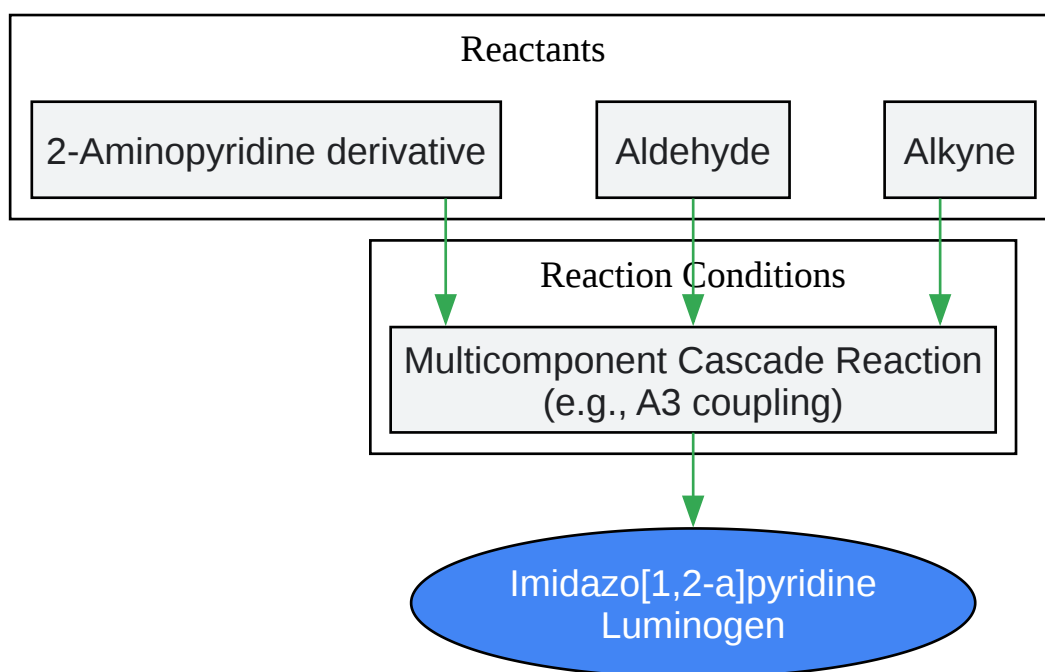 Reactants
2-Aminopyridine derivative
Aldehyde
Alkyne
Reaction Conditions
Multicomponent Cascade Reaction
(e.g., A3 coupling)
Imidazo[1,2-a]pyridine
Luminogen